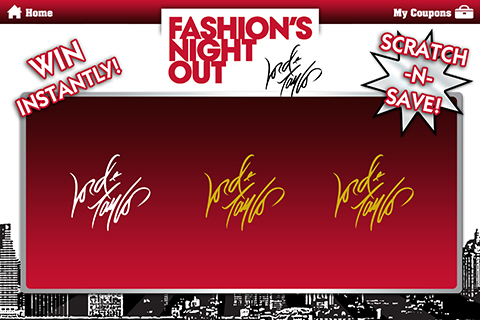 Home
My Coupons
FASHION'S
NIGHT
OUT
Lord &
Taylor
WIN
INSTANTLY!
SCRATCH
-N-
SAVE!
Lord &
Taylor
Lord &
Taylor
Lord &
Taylor